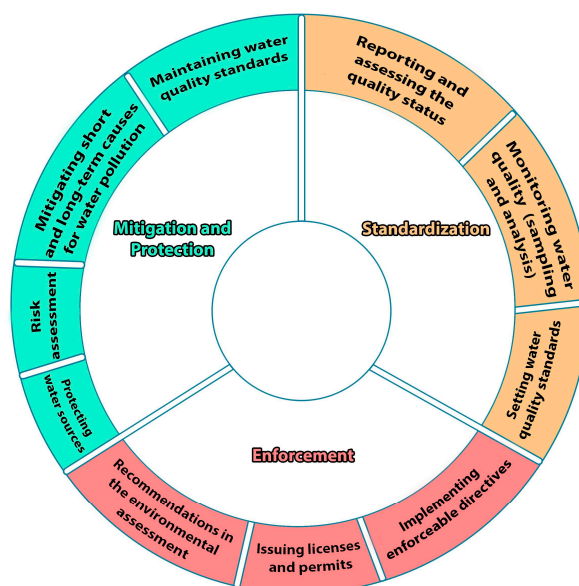 Maintaining water
quality standards
Reporting and
assessing the
quality status
Mitigating short
and long-term causes
for water pollution
Monitoring water
quality (sampling
and analysis)
Mitigation and
Protection
Standardization
Risk
assessment
Setting water
quality standards
Protecting
water sources
Enforcement
Recommendations in
the environmental
assessment
Issuing licenses
and permits
Implementing
enforceable directives